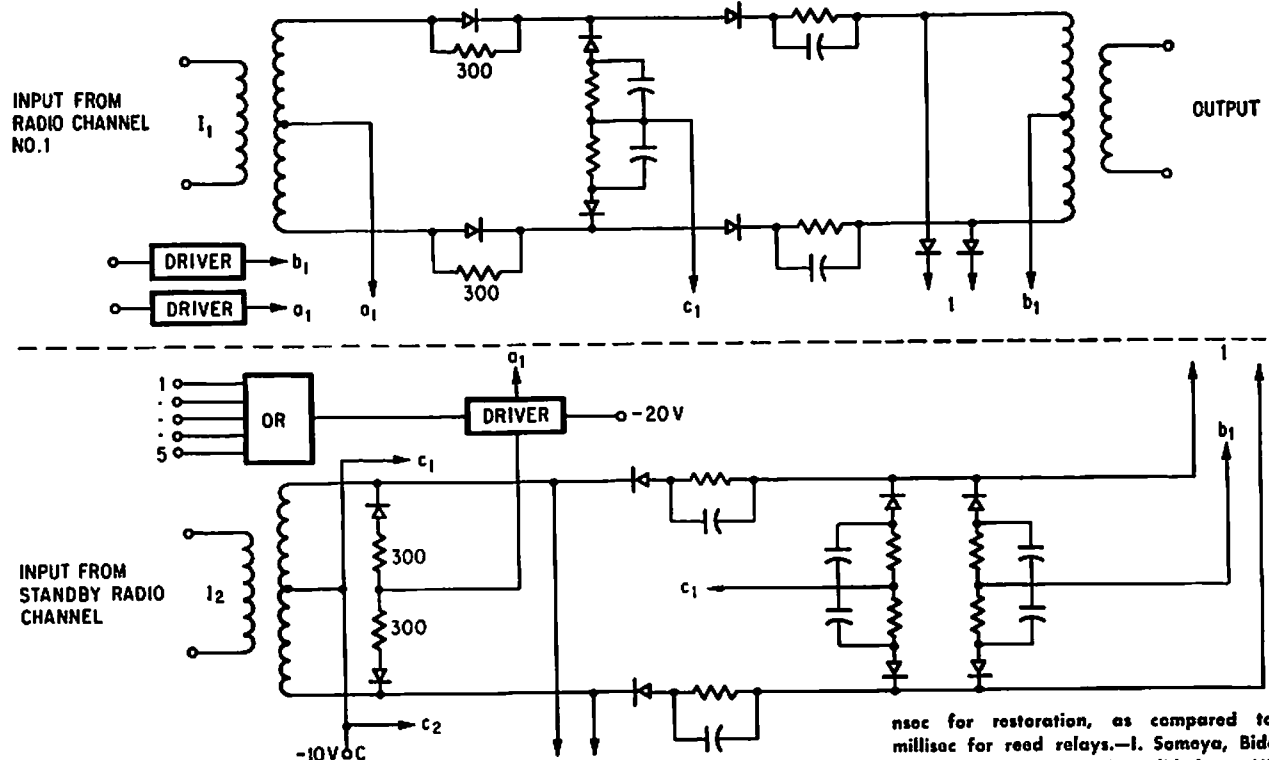 INPUT FROM
RADIO CHANNEL
NO.1
I1
300
300
a1
c1
1
b1
OUTPUT
DRIVER
b1
DRIVER
a1
1
.
.
.
5
OR
a1
DRIVER
-20 V
c1
1
b1
INPUT FROM
STANDBY RADIO
CHANNEL
I2
300
300
c1
c2
-10V C
nsec for restoration, as compared to
millisec for reed relays.—I. Somoya, Bid